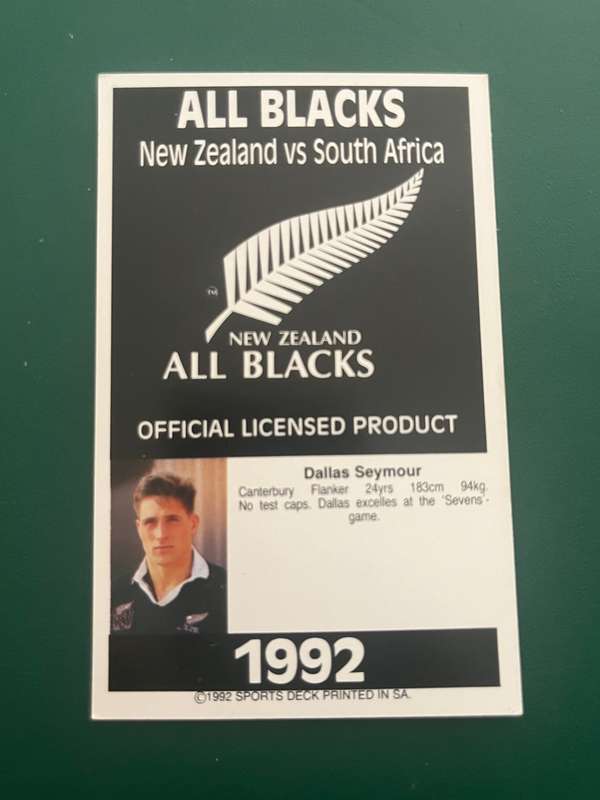 ALL BLACKS
New Zealand vs South Africa
TM
NEW ZEALAND
ALL BLACKS
OFFICIAL LICENSED PRODUCT
Dallas Seymour
Canterbury Flanker 24yrs 183cm 94kg.
No test caps. Dallas excelles at the 'Sevens'-
game.
1992
©1992 SPORTS DECK PRINTED IN SA.